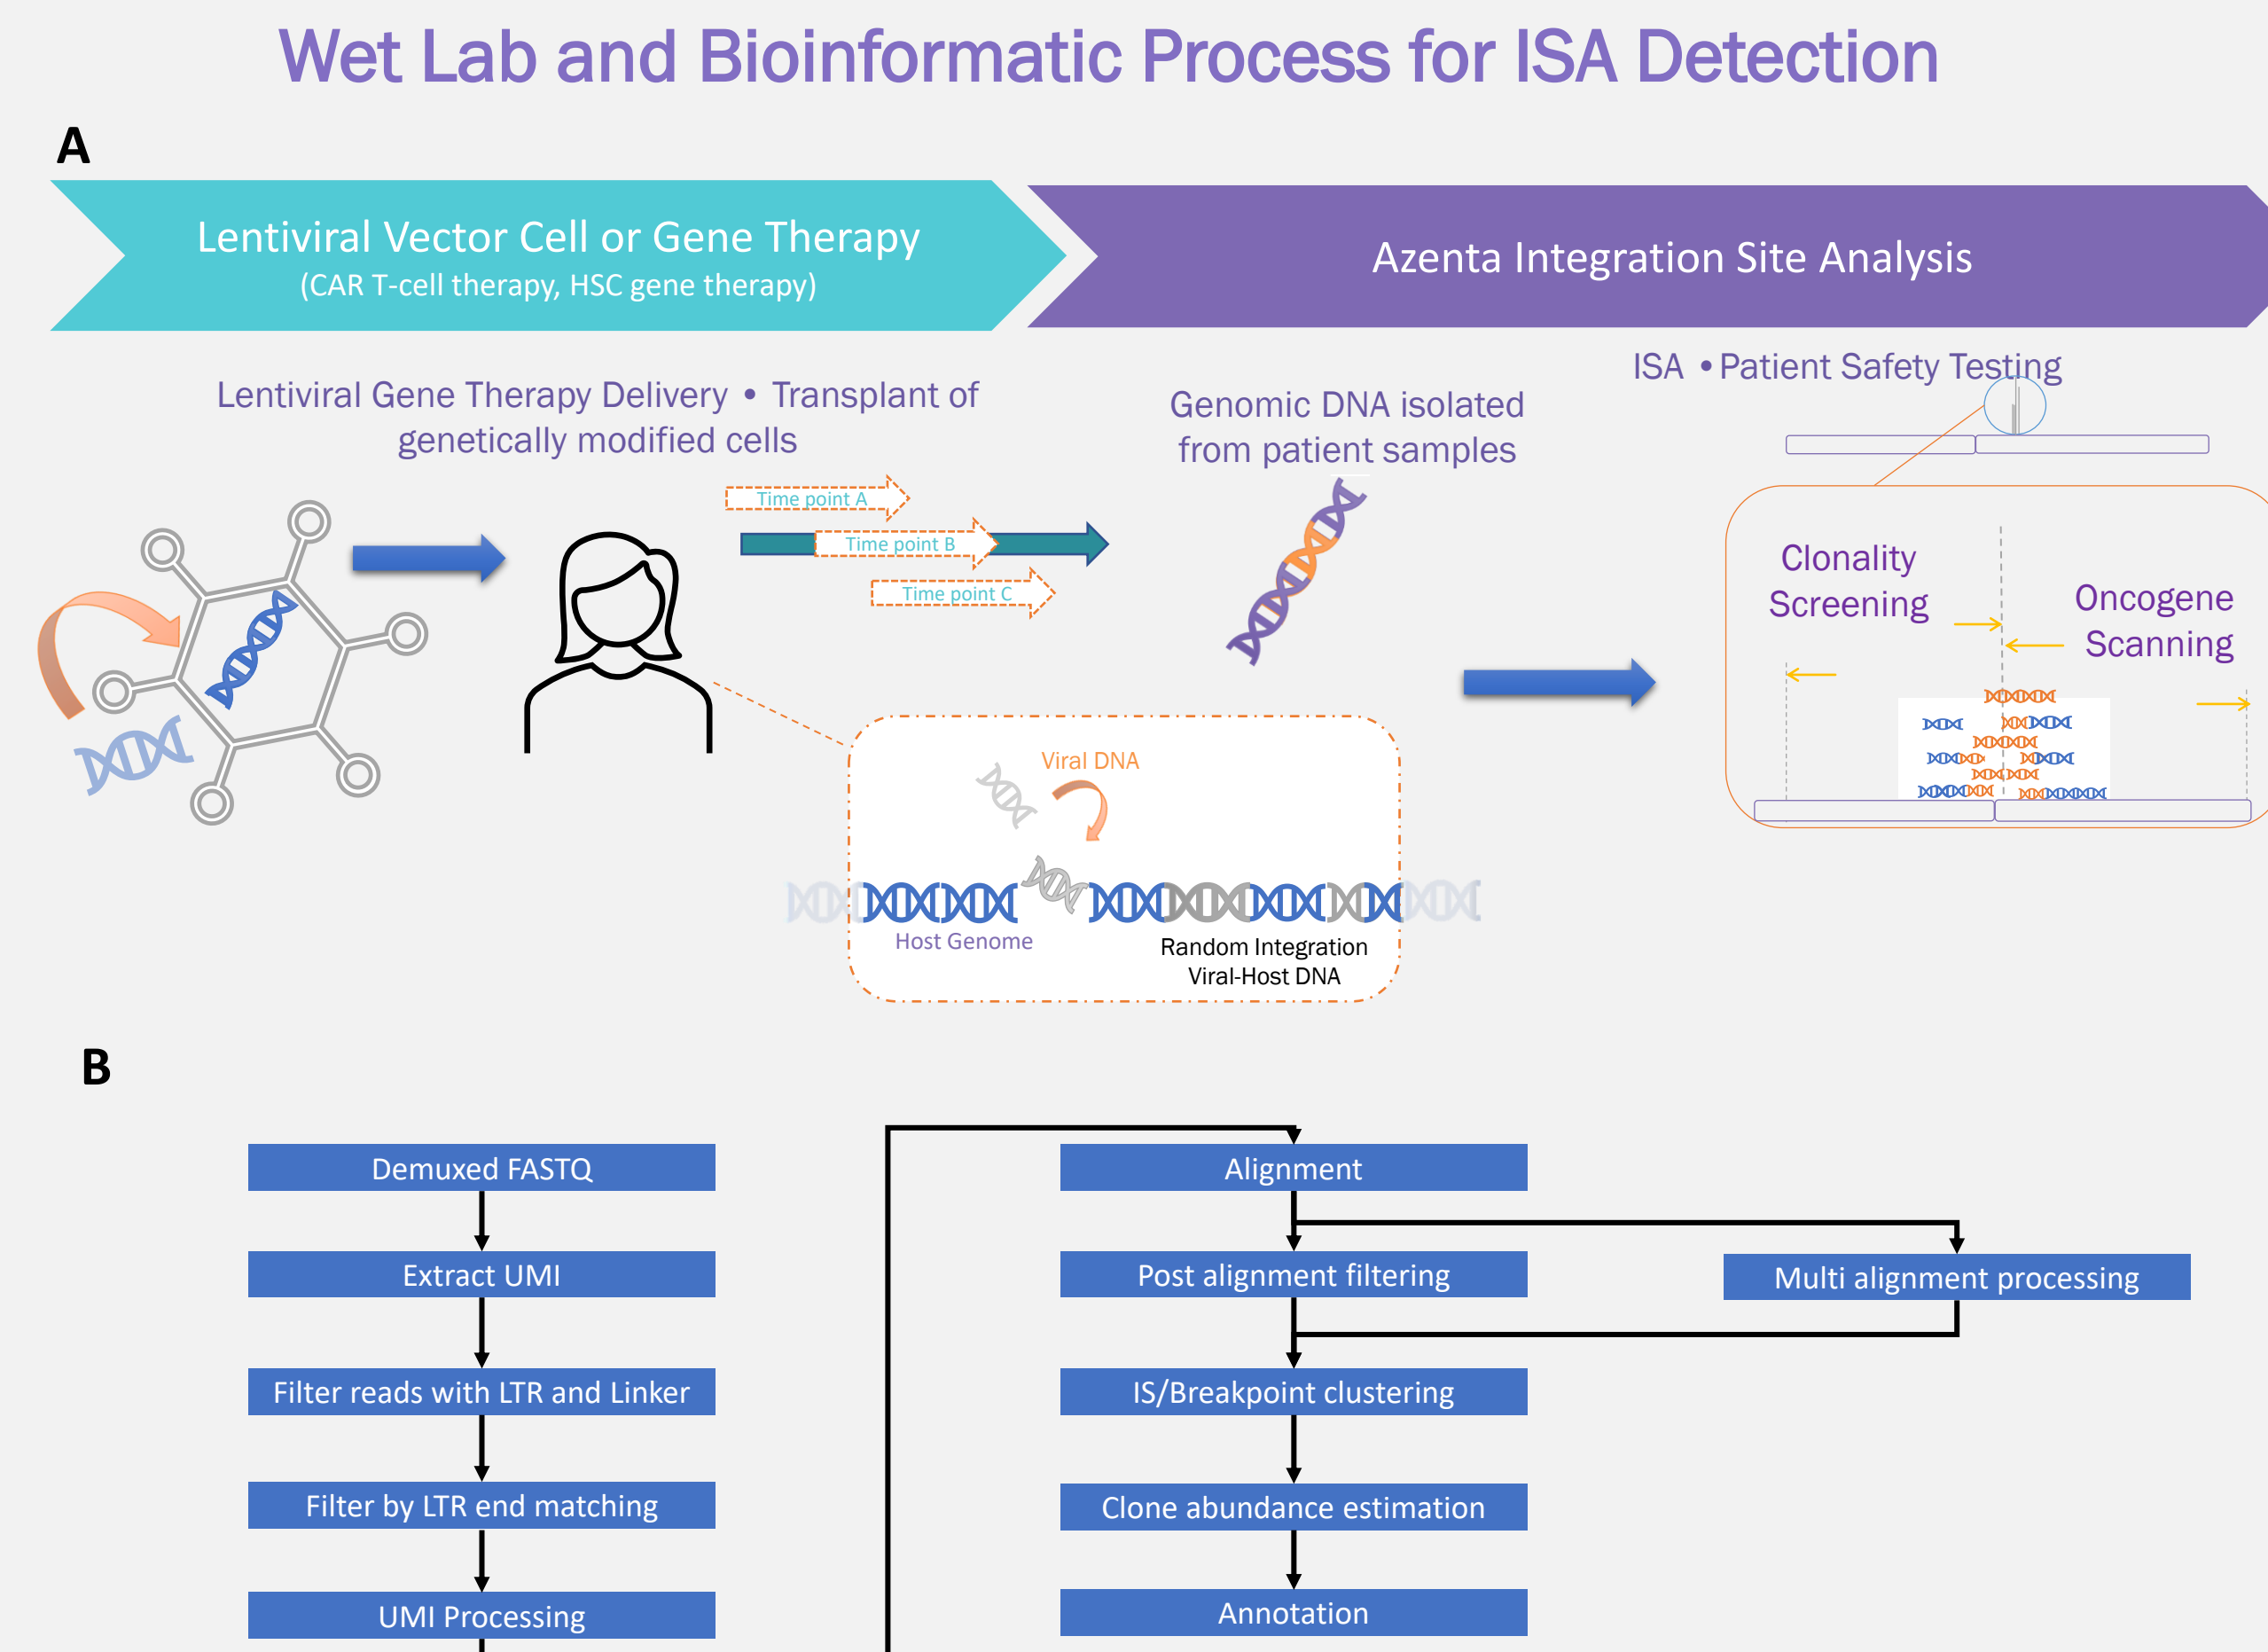 Wet Lab and Bioinformatic Process for ISA Detection
A
Lentiviral Vector Cell or Gene Therapy
(CAR T-cell therapy, HSC gene therapy)
Azenta Integration Site Analysis
Lentiviral Gene Therapy Delivery • Transplant of
genetically modified cells
Time point A
Time point B
Time point C
Genomic DNA isolated
from patient samples
ISA • Patient Safety Testing
Clonality
Screening
Oncogene
Scanning
Viral DNA
Host Genome
Random Integration
Viral-Host DNA
B
Demuxed FASTQ
Extract UMI
Filter reads with LTR and Linker
Filter by LTR end matching
UMI Processing
Alignment
Post alignment filtering
Multi alignment processing
IS/Breakpoint clustering
Clone abundance estimation
Annotation